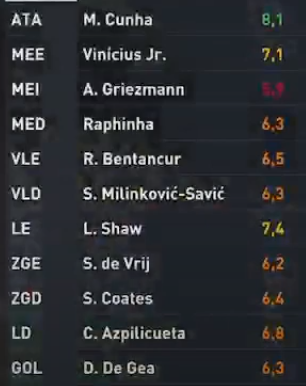 ATA M. Cunha 8,1
MEE Vinícius Jr. 7,1
MEI A. Griezmann 5,9
MED Raphinha 6,3
VLE R. Bentancur 6,5
VLD S. Milinković-Savić 6,3
LE L. Shaw 7,4
ZGE S. de Vrij 6,2
ZGD S. Coates 6,4
LD C. Azpilicueta 6,8
GOL D. De Gea 6,3